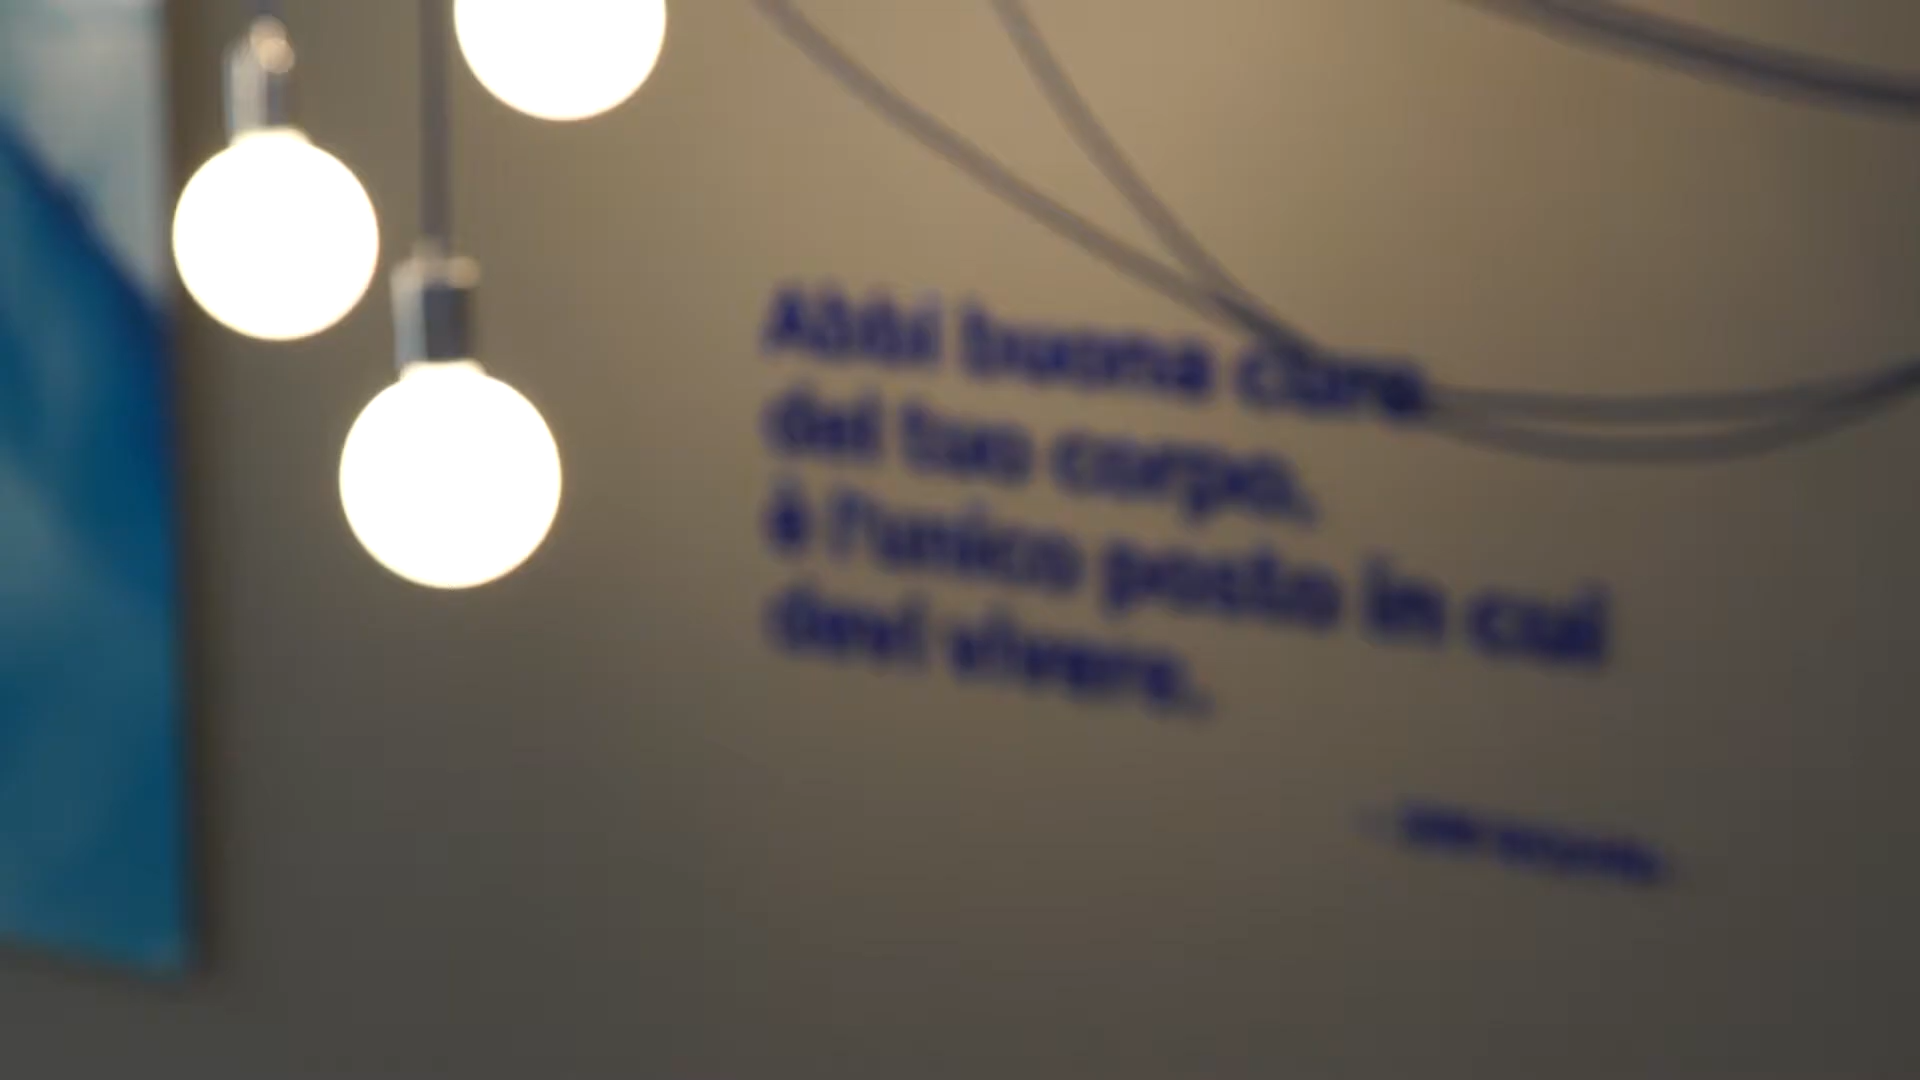 Abbi buona cura
del tuo corpo,
è l'unico posto in cui
devi vivere.